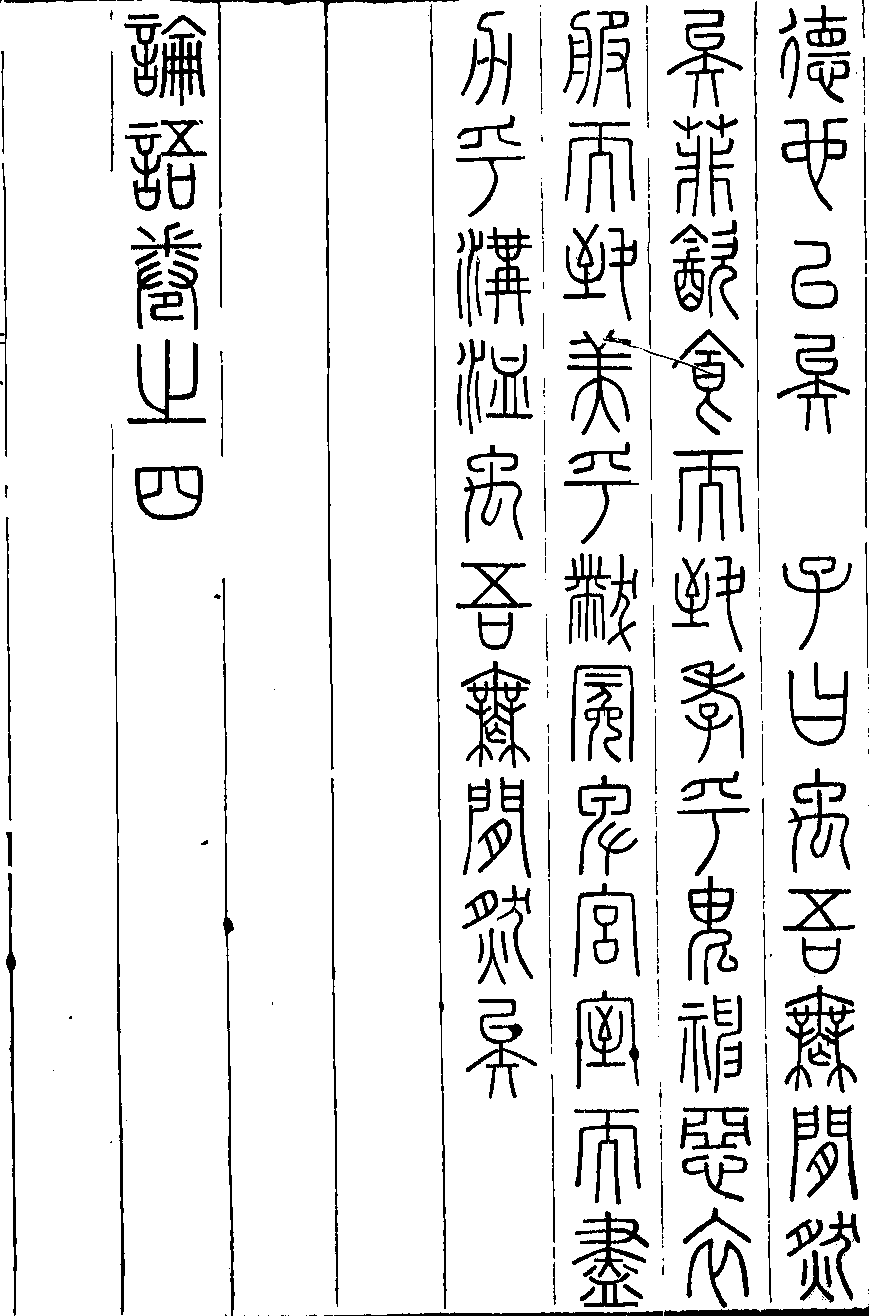 德也已矣　子曰禹吾無閒然
矣菲飲食而致孝乎鬼神惡衣
服而致美乎黻冕卑宮室而盡
力乎溝洫禹吾無閒然矣
論語卷上四